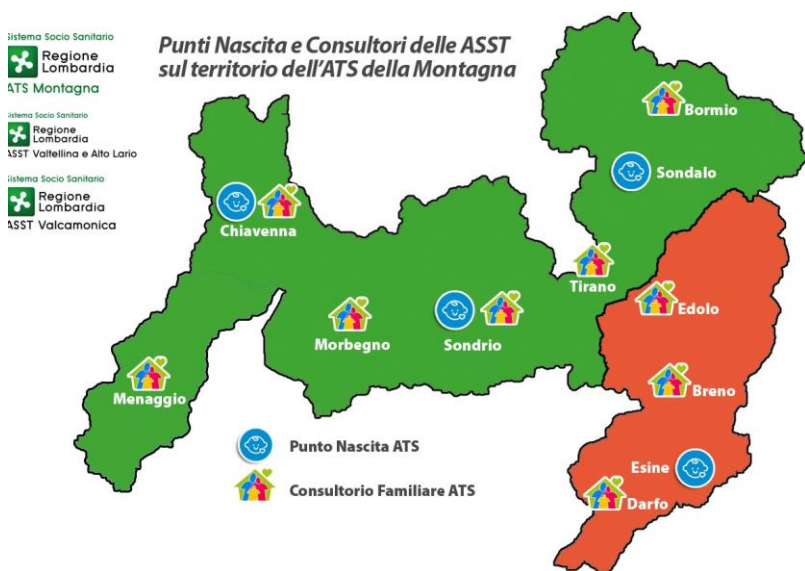 Sistema Socio Sanitario
Regione
Lombardia
ATS Montagna
Sistema Socio Sanitario
Regione
Lombardia
ASST Valtellina e Alto Lario
Sistema Socio Sanitario
Regione
Lombardia
ASST Valcamonica
Punti Nascita e Consultori delle ASST
sul territorio dell'ATS della Montagna
Bormio
Sondalo
Chiavenna
Tirano
Edolo
Morbegno
Sondrio
Menaggio
Breno
Punto Nascita ATS
Esine
Consultorio Familiare ATS
Darfo